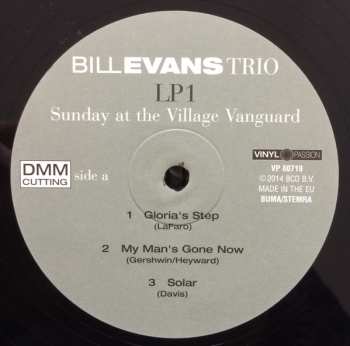 BILL EVANS TRIO
LP1
Sunday at the Village Vanguard
DMM
CUTTING
side a
VINYL PASSION
VP 80719
℗ 2014 BCD B.V.
MADE IN THE EU
BUMA/STEMRA
1 Gloria's Step
(LaFaro)
2 My Man's Gone Now
(Gershwin/Heyward)
3 Solar
(Davis)